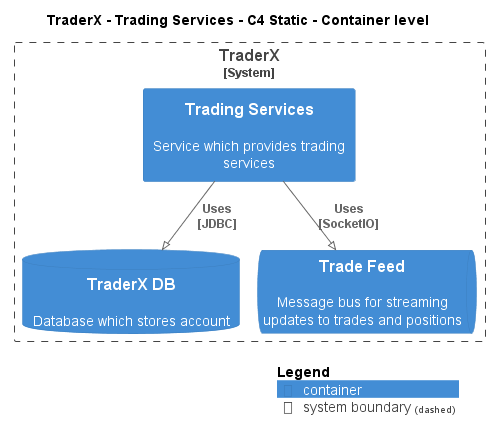 TraderX - Trading Services - C4 Static - Container level
TraderX
[System]
Trading Services
Service which provides trading
services
Uses
[JDBC]
Uses
[SocketIO]
TraderX DB
Database which stores account
Trade Feed
Message bus for streaming
updates to trades and positions
Legend
container
system boundary (dashed)